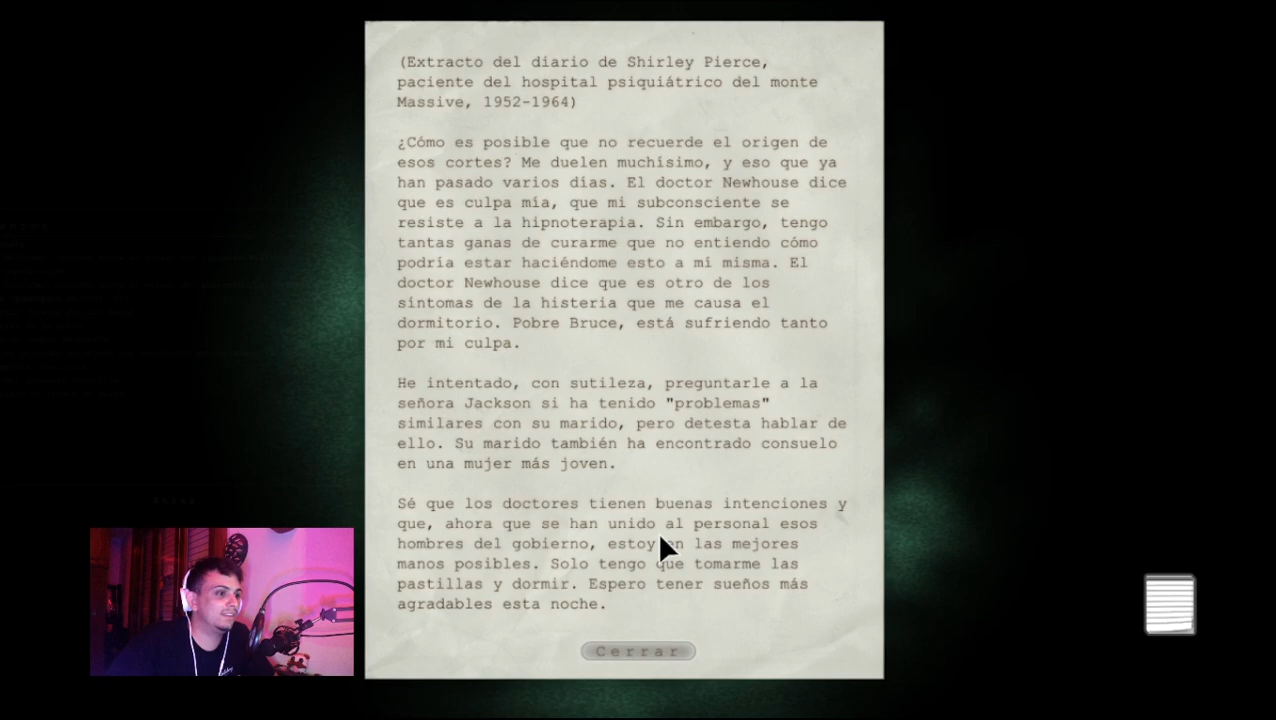 (Extracto del diario de Shirley Pierce,
paciente del hospital psiquiátrico del monte
Massive, 1952-1964)
¿Cómo es posible que no recuerde el origen de
esos cortes? Me duelen muchísimo, y eso que ya
han pasado varios días. El doctor Newhouse dice
que es culpa mía, que mi subconsciente se
resiste a la hipnoterapia. Sin embargo, tengo
tantas ganas de curarme que no entiendo cómo
podría estar haciéndome esto a mí misma. El
doctor Newhouse dice que es otro de los
síntomas de la histeria que me causa el
dormitorio. Pobre Bruce, está sufriendo tanto
por mi culpa.
He intentado, con sutileza, preguntarle a la
señora Jackson si ha tenido "problemas"
similares con su marido, pero detesta hablar de
ello. Su marido también ha encontrado consuelo
en una mujer más joven.
Sé que los doctores tienen buenas intenciones y
que, ahora que se han unido al personal esos
hombres del gobierno, estoy en las mejores
manos posibles. Solo tengo que tomarme las
pastillas y dormir. Espero tener sueños más
agradables esta noche.
Cerrar